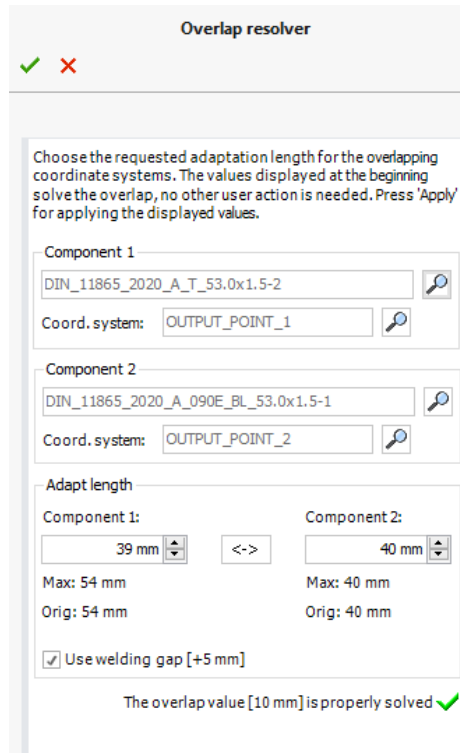 Overlap resolver
Choose the requested adaptation length for the overlapping
coordinate systems. The values displayed at the beginning
solve the overlap, no other user action is needed. Press 'Apply'
for applying the displayed values.
Component 1
DIN_11865_2020_A_T_53.0x1.5-2
Coord. system: OUTPUT_POINT_1
Component 2
DIN_11865_2020_A_090E_BL_53.0x1.5-1
Coord. system: OUTPUT_POINT_2
Adapt length
Component 1: Component 2:
39 mm <-> 40 mm
Max: 54 mm Max: 40 mm
Orig: 54 mm Orig: 40 mm
Use welding gap [+5 mm]
The overlap value [10 mm] is properly solved